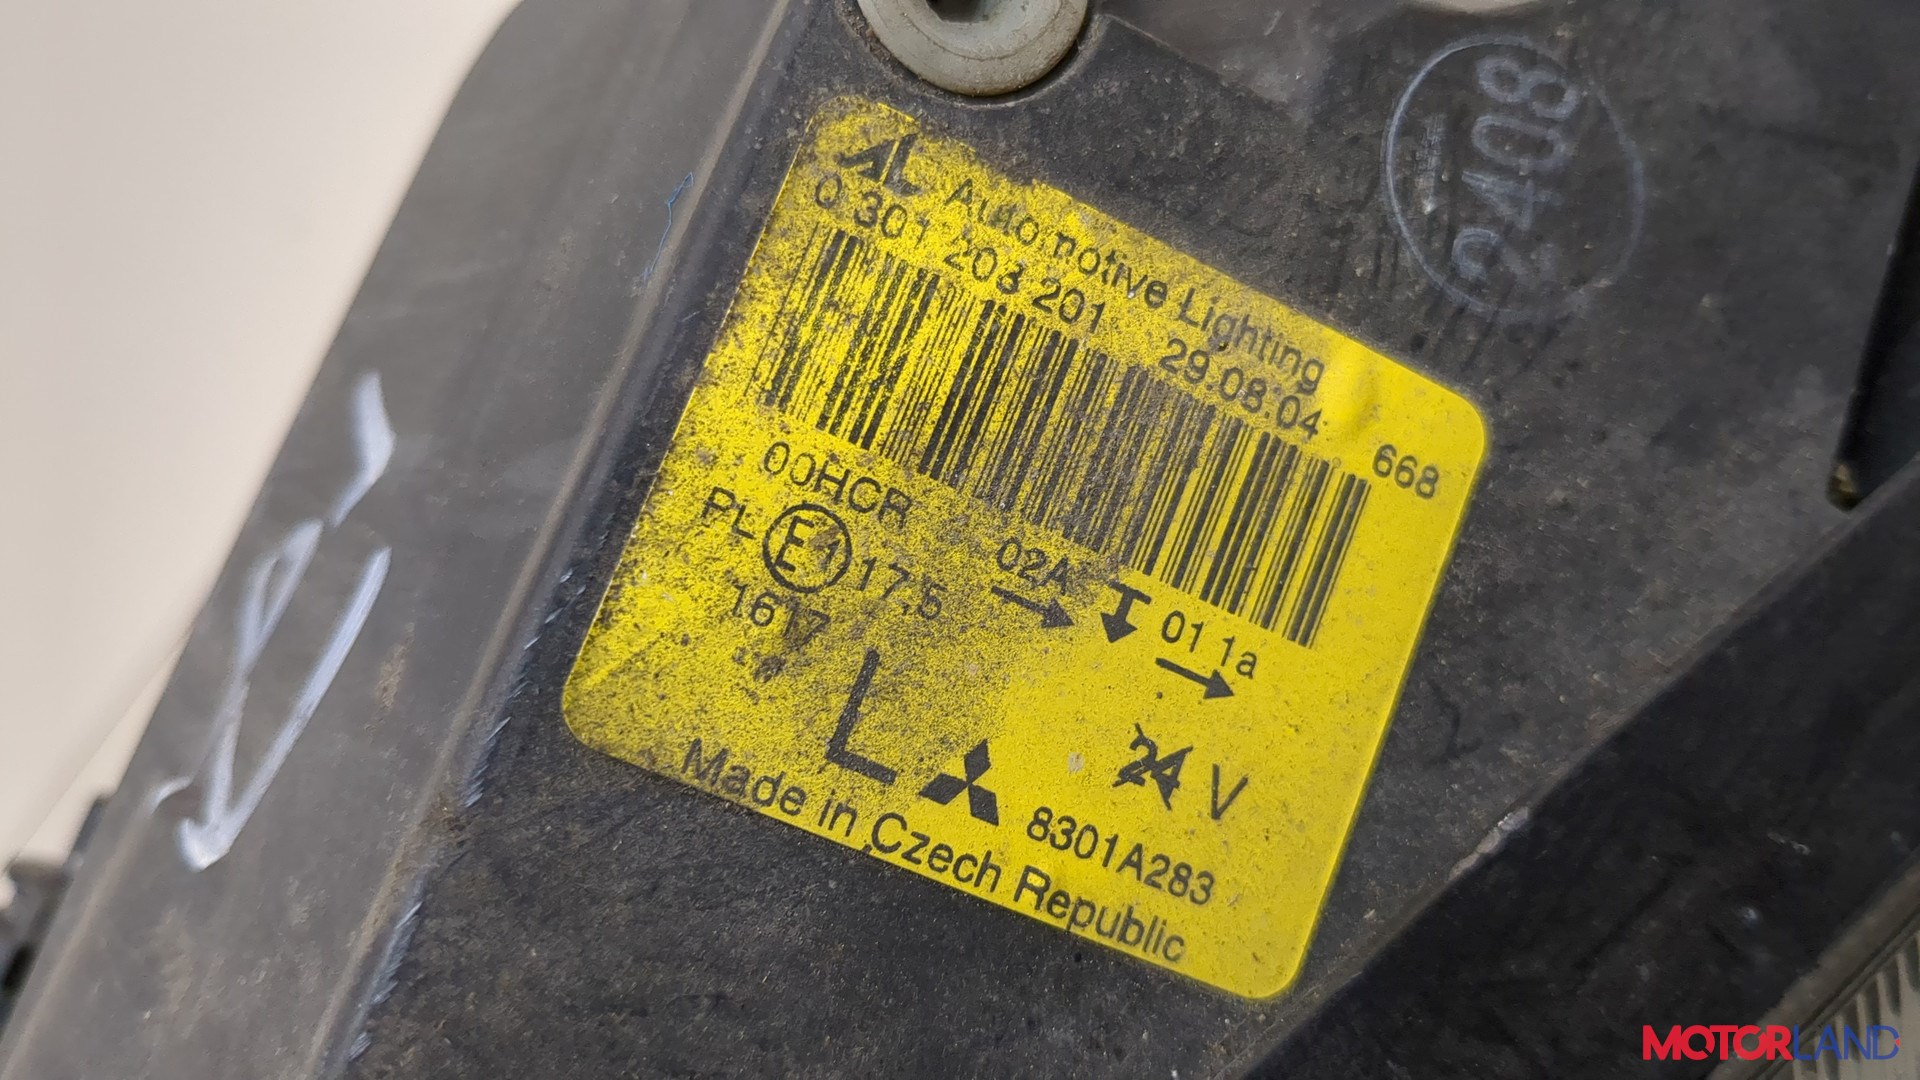 2408
AL Automotive Lighting
0 301 203 201 29.08.04 668
00HCR 02A 01 1a
PL E1 17.5
1617
L 24 V
8301A283
Made in Czech Republic
MOTORLAND